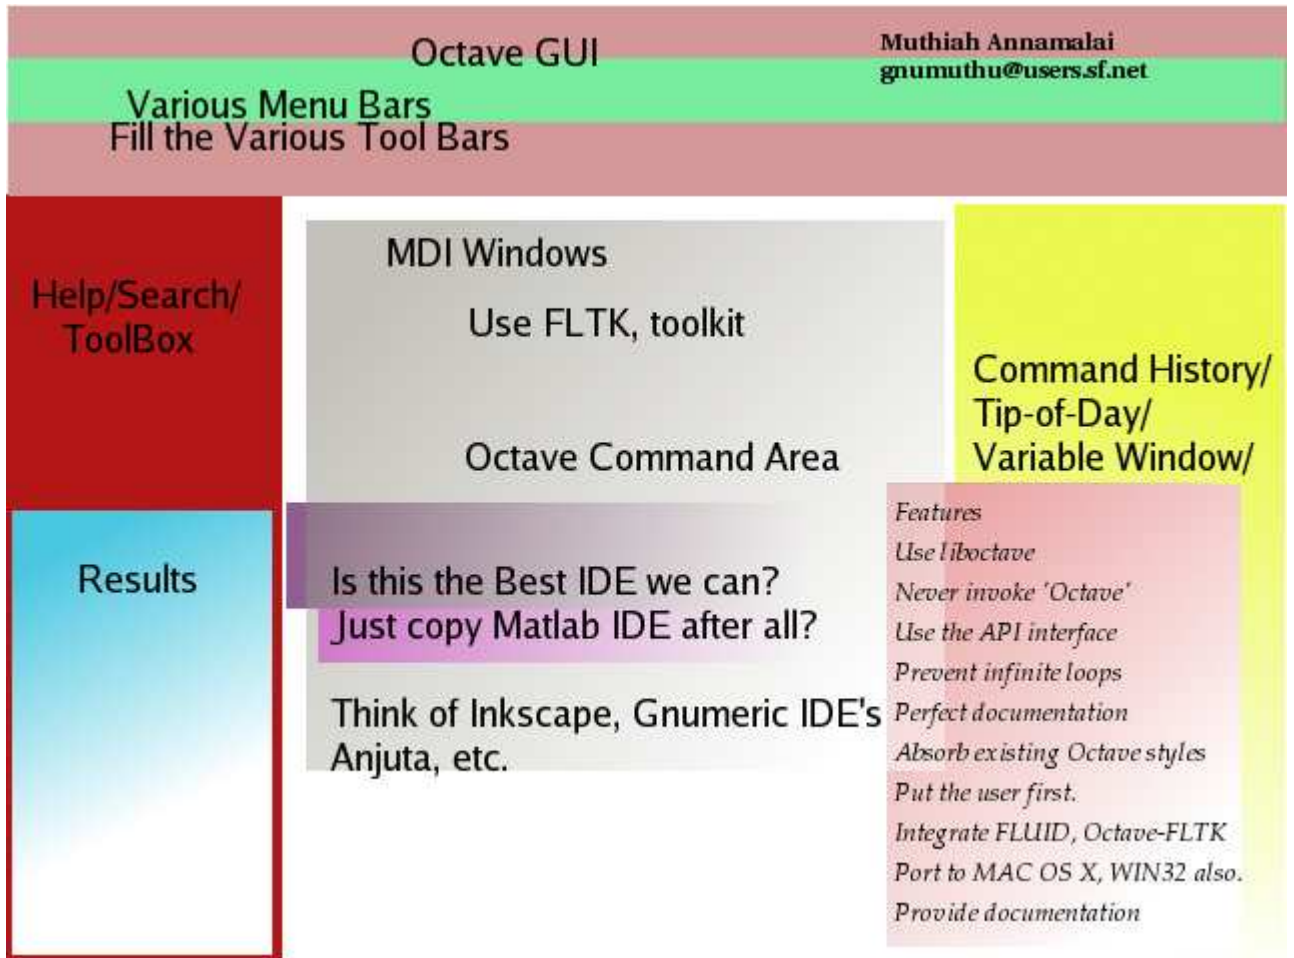 Octave GUI
Muthiah Annamalai
gnumuthu@users.sf.net
Various Menu Bars
Fill the Various Tool Bars
Help/Search/
ToolBox
MDI Windows
Use FLTK, toolkit
Octave Command Area
Command History/
Tip-of-Day/
Variable Window/
Results
Is this the Best IDE we can?
Just copy Matlab IDE after all?
Think of Inkscape, Gnumeric IDE's
Anjuta, etc.
Features
Use liboctave
Never invoke 'Octave'
Use the API interface
Prevent infinite loops
Perfect documentation
Absorb existing Octave styles
Put the user first.
Integrate FLUID, Octave-FLTK
Port to MAC OS X, WIN32 also.
Provide documentation